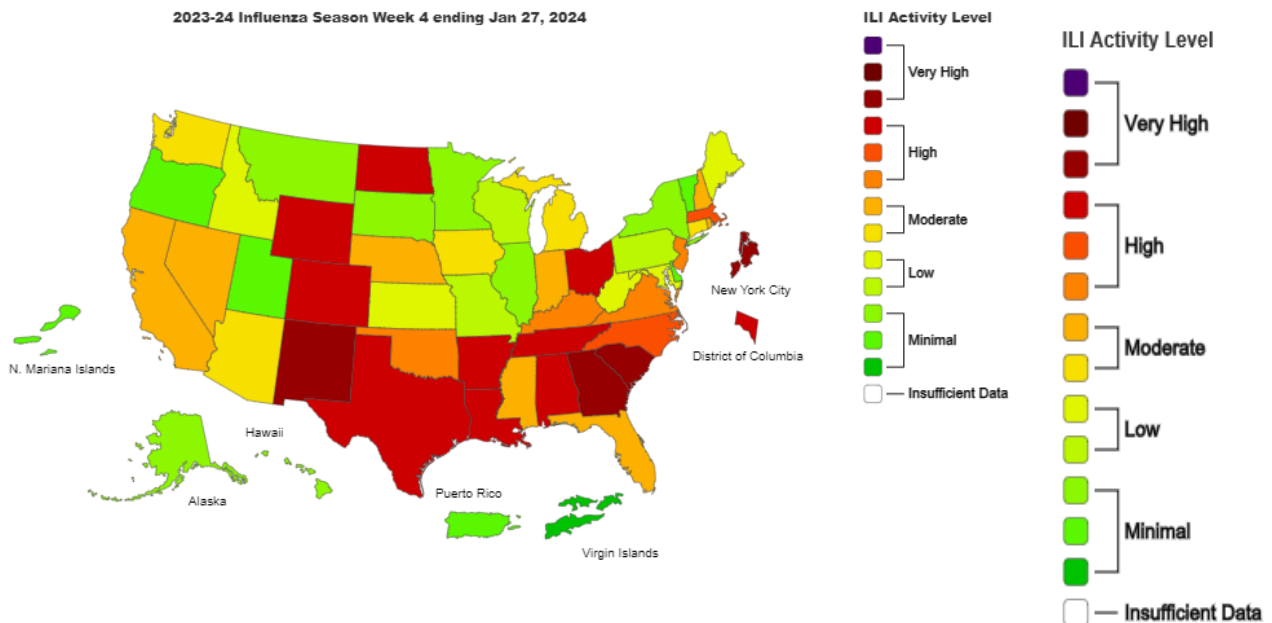 2023-24 Influenza Season Week 4 ending Jan 27, 2024
New York City
District of Columbia
N. Mariana Islands
Hawaii
Alaska
Puerto Rico
Virgin Islands
ILI Activity Level
Very High
High
Moderate
Low
Minimal
Insufficient Data
ILI Activity Level
Very High
High
Moderate
Low
Minimal
Insufficient Data